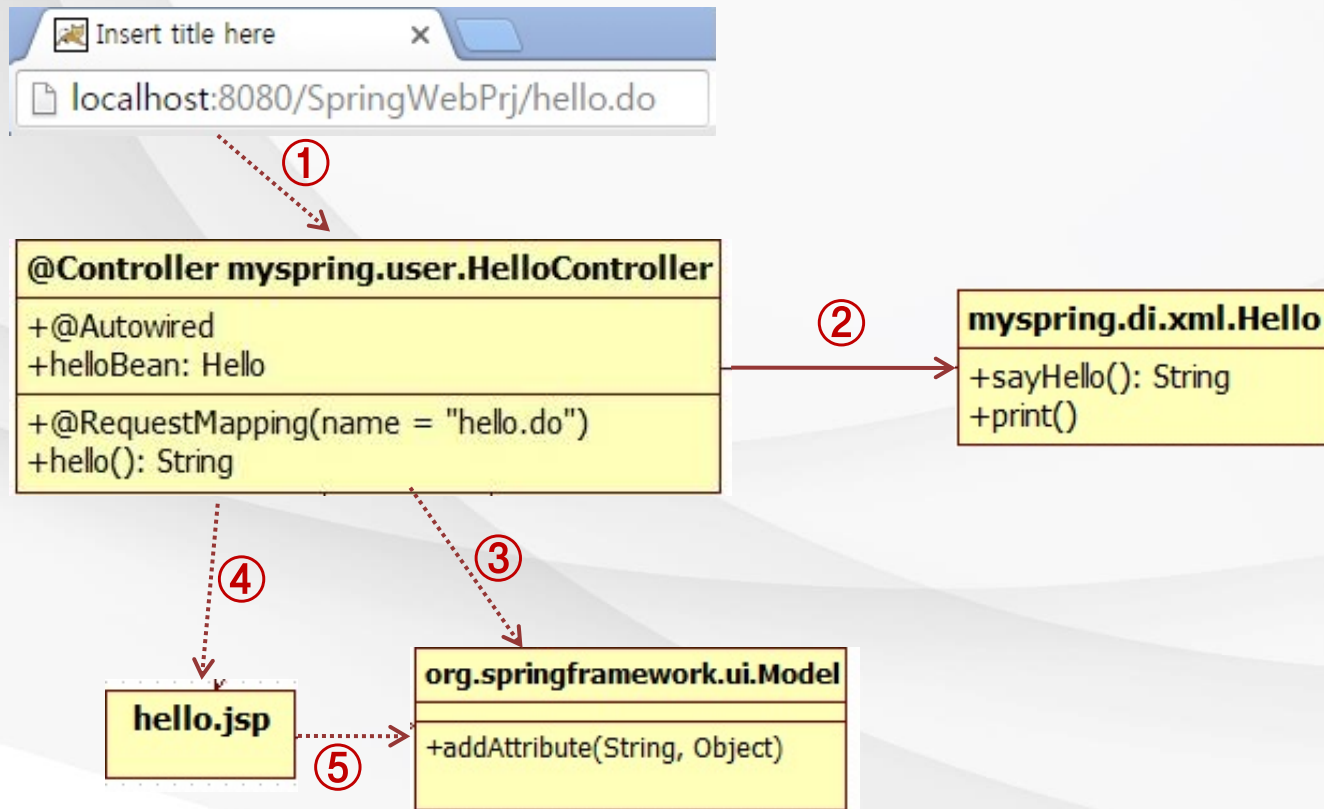 Insert title here
localhost:8080/SpringWebPrj/hello.do
①
@Controller myspring.user.HelloController
+@Autowired
+helloBean: Hello
+@RequestMapping(name = "hello.do")
+hello(): String
②
myspring.di.xml.Hello
+sayHello(): String
+print()
③
④
hello.jsp
⑤
org.springframework.ui.Model
+addAttribute(String, Object)